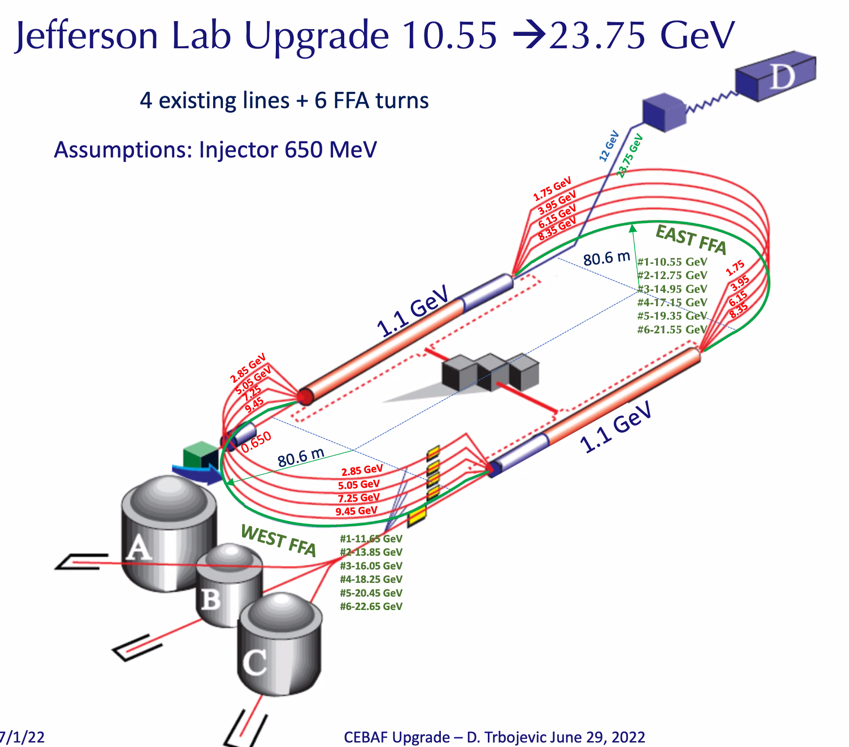 Jefferson Lab Upgrade 10.55 →23.75 GeV
4 existing lines + 6 FFA turns
Assumptions: Injector 650 MeV
D
12 GeV
23.75 GeV
1.75 GeV
3.95 GeV
6.15 GeV
8.35 GeV
EAST FFA
80.6 m
#1-10.55 GeV
#2-12.75 GeV
#3-14.95 GeV
#4-17.15 GeV
#5-19.35 GeV
#6-21.55 GeV
1.75
3.95
6.15
8.35
1.1 GeV
1.1 GeV
2.85 GeV
5.05 GeV
7.25
9.45
0.650
80.6 m
2.85 GeV
5.05 GeV
7.25 GeV
9.45 GeV
WEST FFA
#1-11.65 GeV
#2-13.85 GeV
#3-16.05 GeV
#4-18.25 GeV
#5-20.45 GeV
#6-22.65 GeV
A
B
C
7/1/22
CEBAF Upgrade – D. Trbojevic June 29, 2022